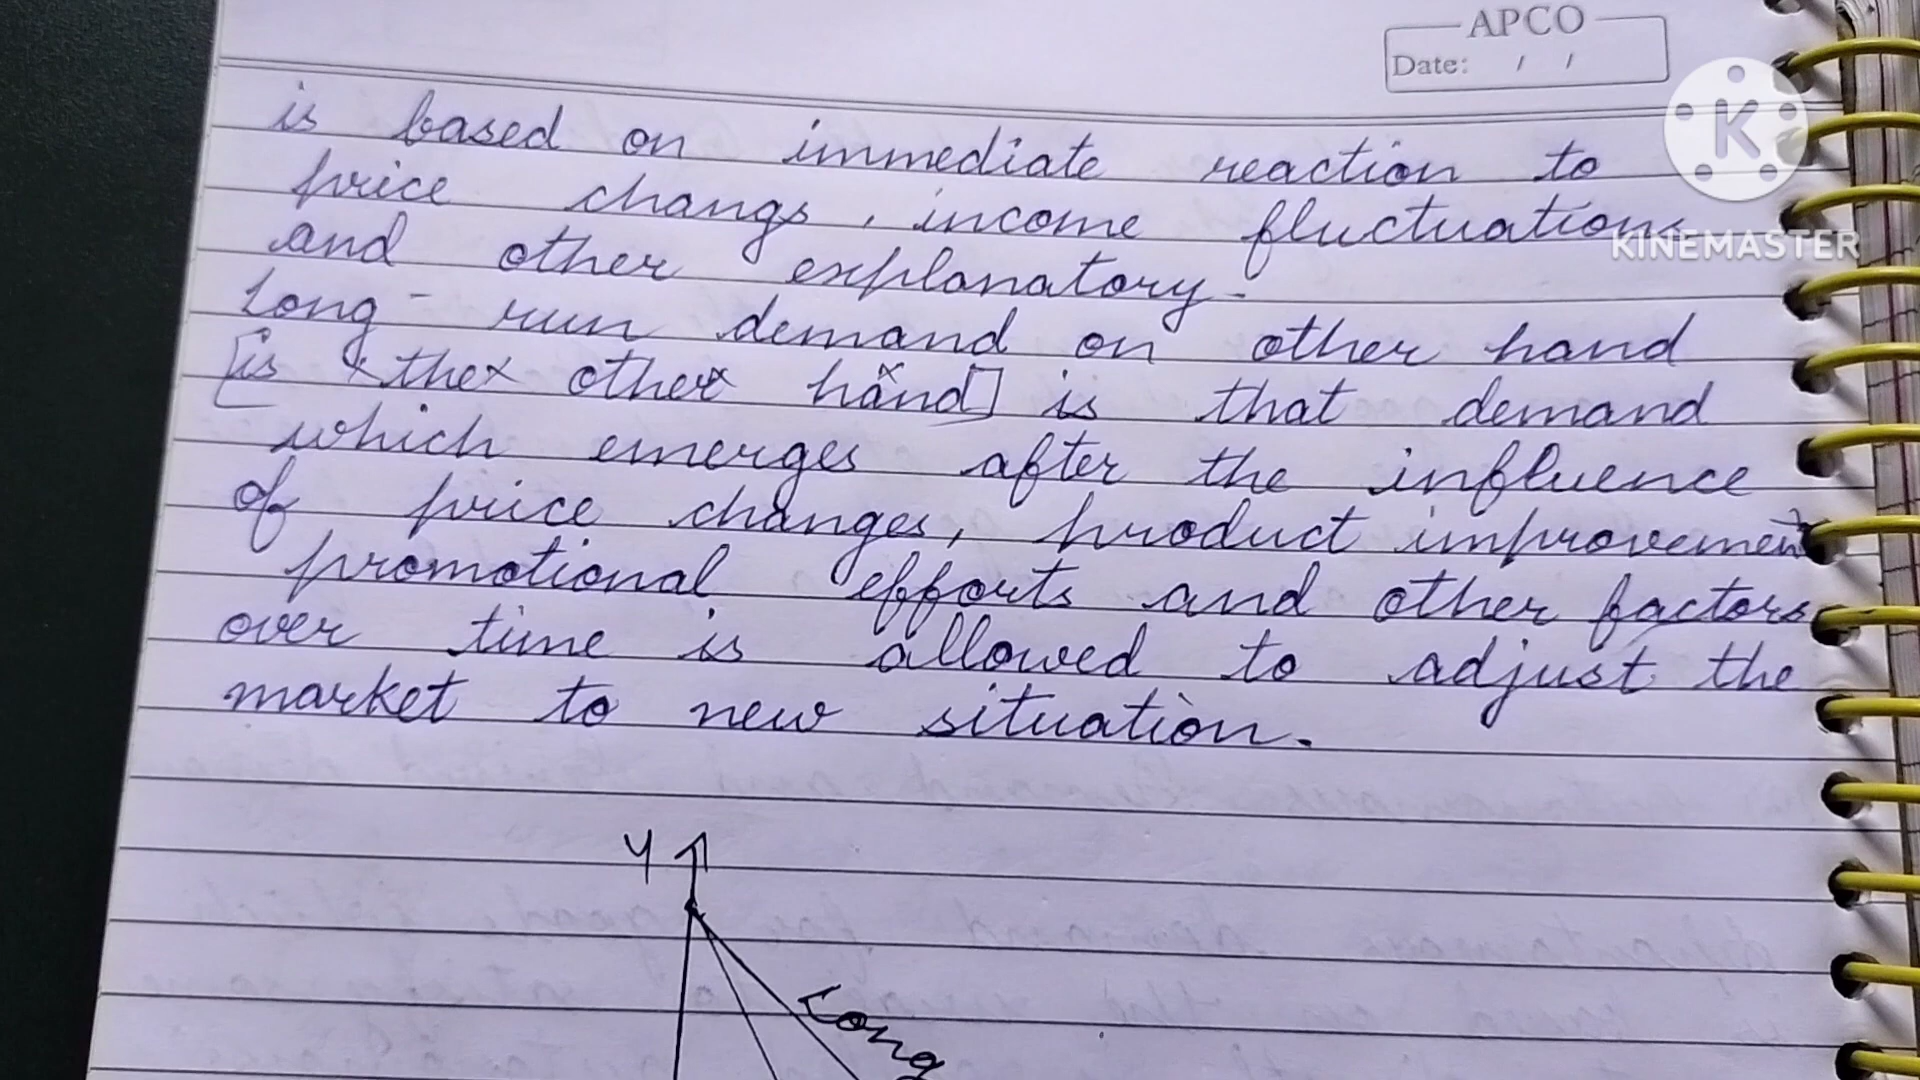 APCO
Date: / /
K
KINEMASTER
is based on immediate reaction to
price changs, income fluctuations
and other explanatory.
Long - run demand on other hand
[is the other hand] is that demand
which emerges after the influence
of price changes, product improvement
promotional efforts and other factors
over time is allowed to adjust the
market to new situation.
Y
Long